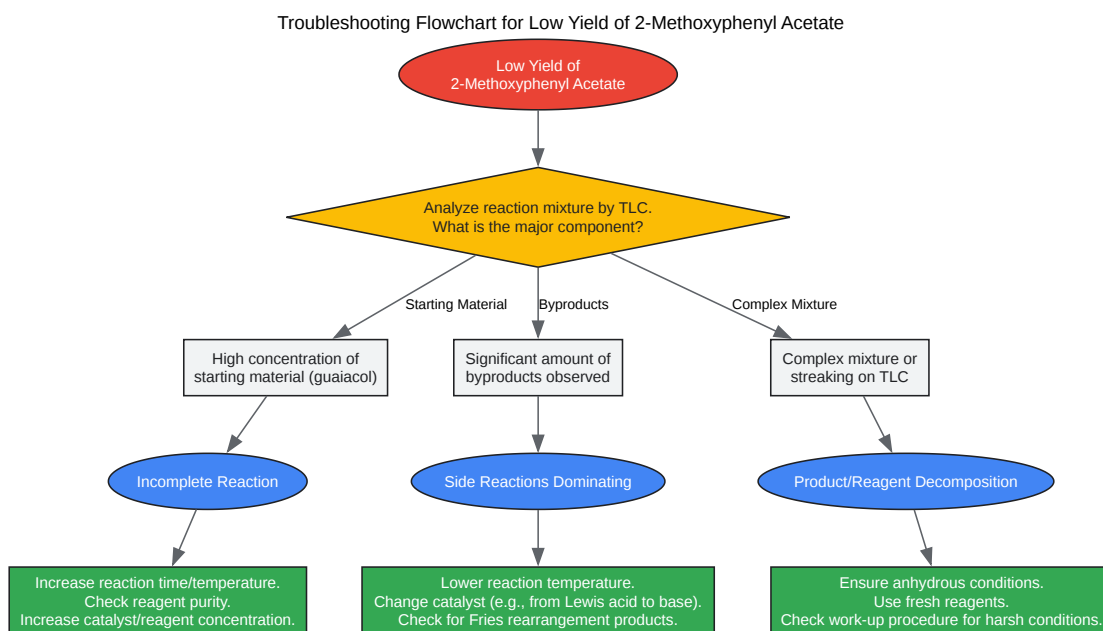 Troubleshooting Flowchart for Low Yield of 2-Methoxyphenyl Acetate
Low Yield of
2-Methoxyphenyl Acetate
Analyze reaction mixture by TLC.
What is the major component?
Starting Material
Byproducts
Complex Mixture
High concentration of
starting material (guaiacol)
Significant amount of
byproducts observed
Complex mixture or
streaking on TLC
Incomplete Reaction
Side Reactions Dominating
Product/Reagent Decomposition
Increase reaction time/temperature.
Check reagent purity.
Increase catalyst/reagent concentration.
Lower reaction temperature.
Change catalyst (e.g., from Lewis acid to base).
Check for Fries rearrangement products.
Ensure anhydrous conditions.
Use fresh reagents.
Check work-up procedure for harsh conditions.